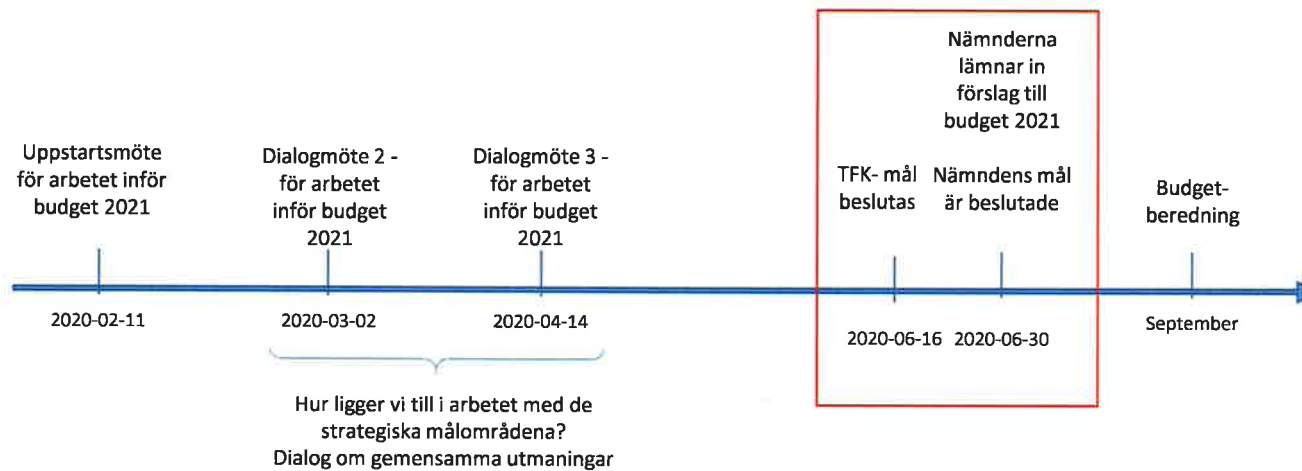 Uppstartsmöte
för arbetet inför
budget 2021
2020-02-11
Dialogmöte 2 -
för arbetet
inför budget
2021
2020-03-02
Dialogmöte 3 -
för arbetet
inför budget
2021
2020-04-14
Hur ligger vi till i arbetet med de
strategiska målområdena?
Dialog om gemensamma utmaningar
TFK- mål
beslutas
2020-06-16
Nämnderna
lämnar in
förslag till
budget 2021
Nämndens mål
är beslutade
2020-06-30
Budget-
beredning
September